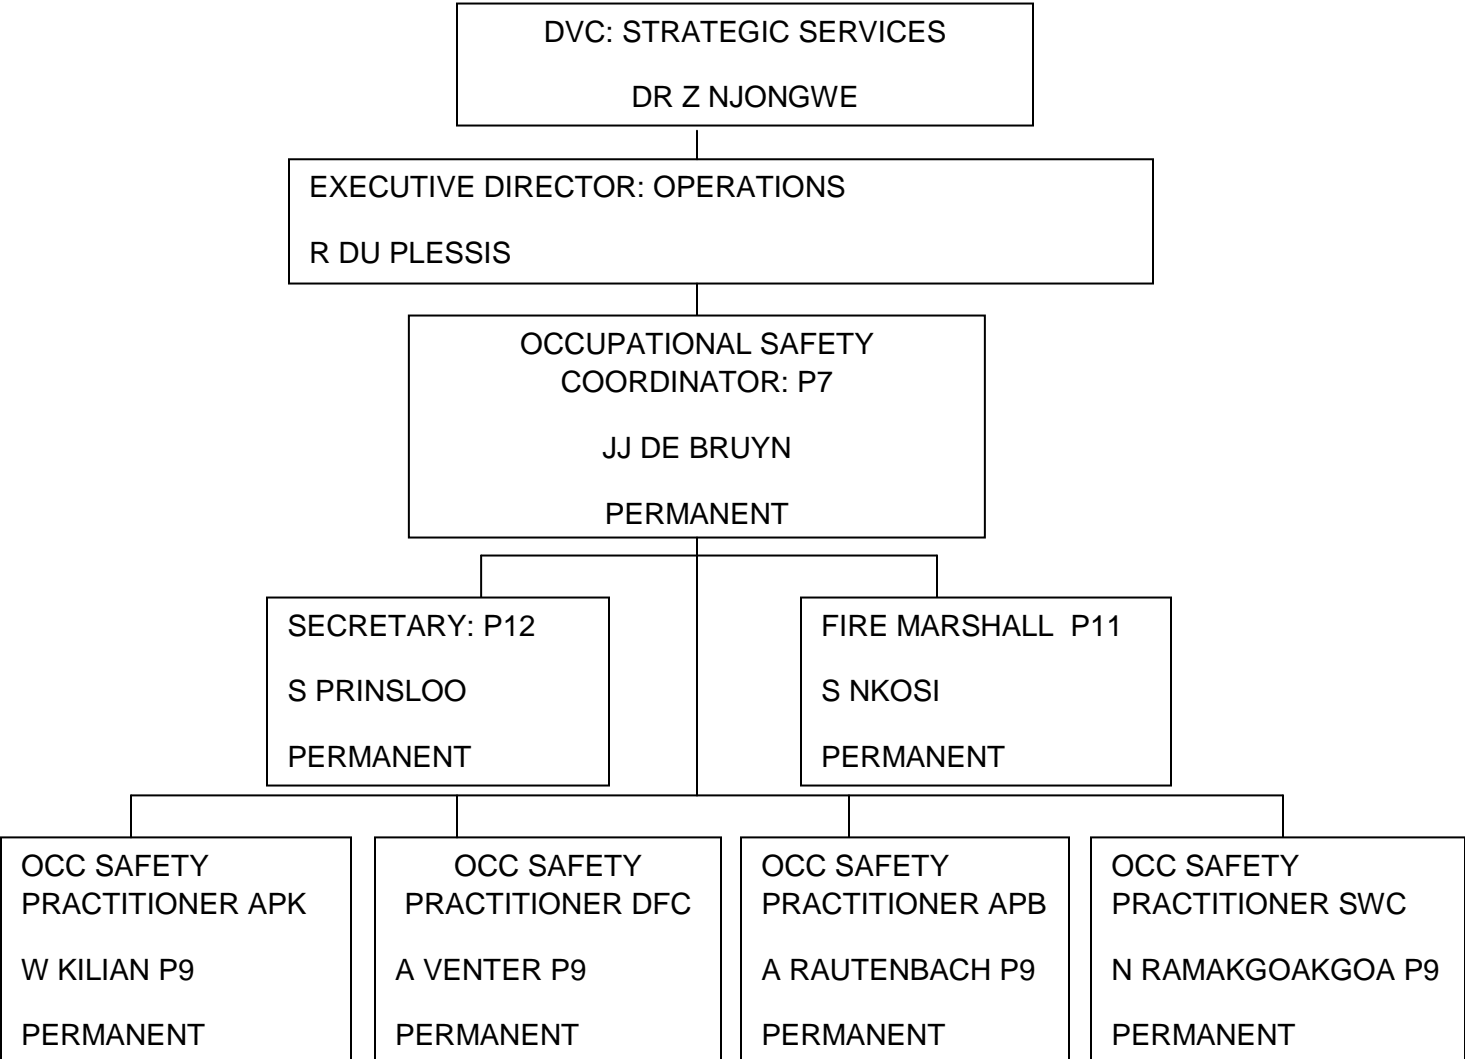 DVC: STRATEGIC SERVICES
DR Z NJONGWE
EXECUTIVE DIRECTOR: OPERATIONS
R DU PLESSIS
OCCUPATIONAL SAFETY
COORDINATOR: P7
JJ DE BRUYN
PERMANENT
SECRETARY: P12
S PRINSLOO
PERMANENT
FIRE MARSHALL P11
S NKOSI
PERMANENT
OCC SAFETY
PRACTITIONER APK
W KILIAN P9
PERMANENT
OCC SAFETY
PRACTITIONER DFC
A VENTER P9
PERMANENT
OCC SAFETY
PRACTITIONER APB
A RAUTENBACH P9
PERMANENT
OCC SAFETY
PRACTITIONER SWC
N RAMAKGOAKGOA P9
PERMANENT